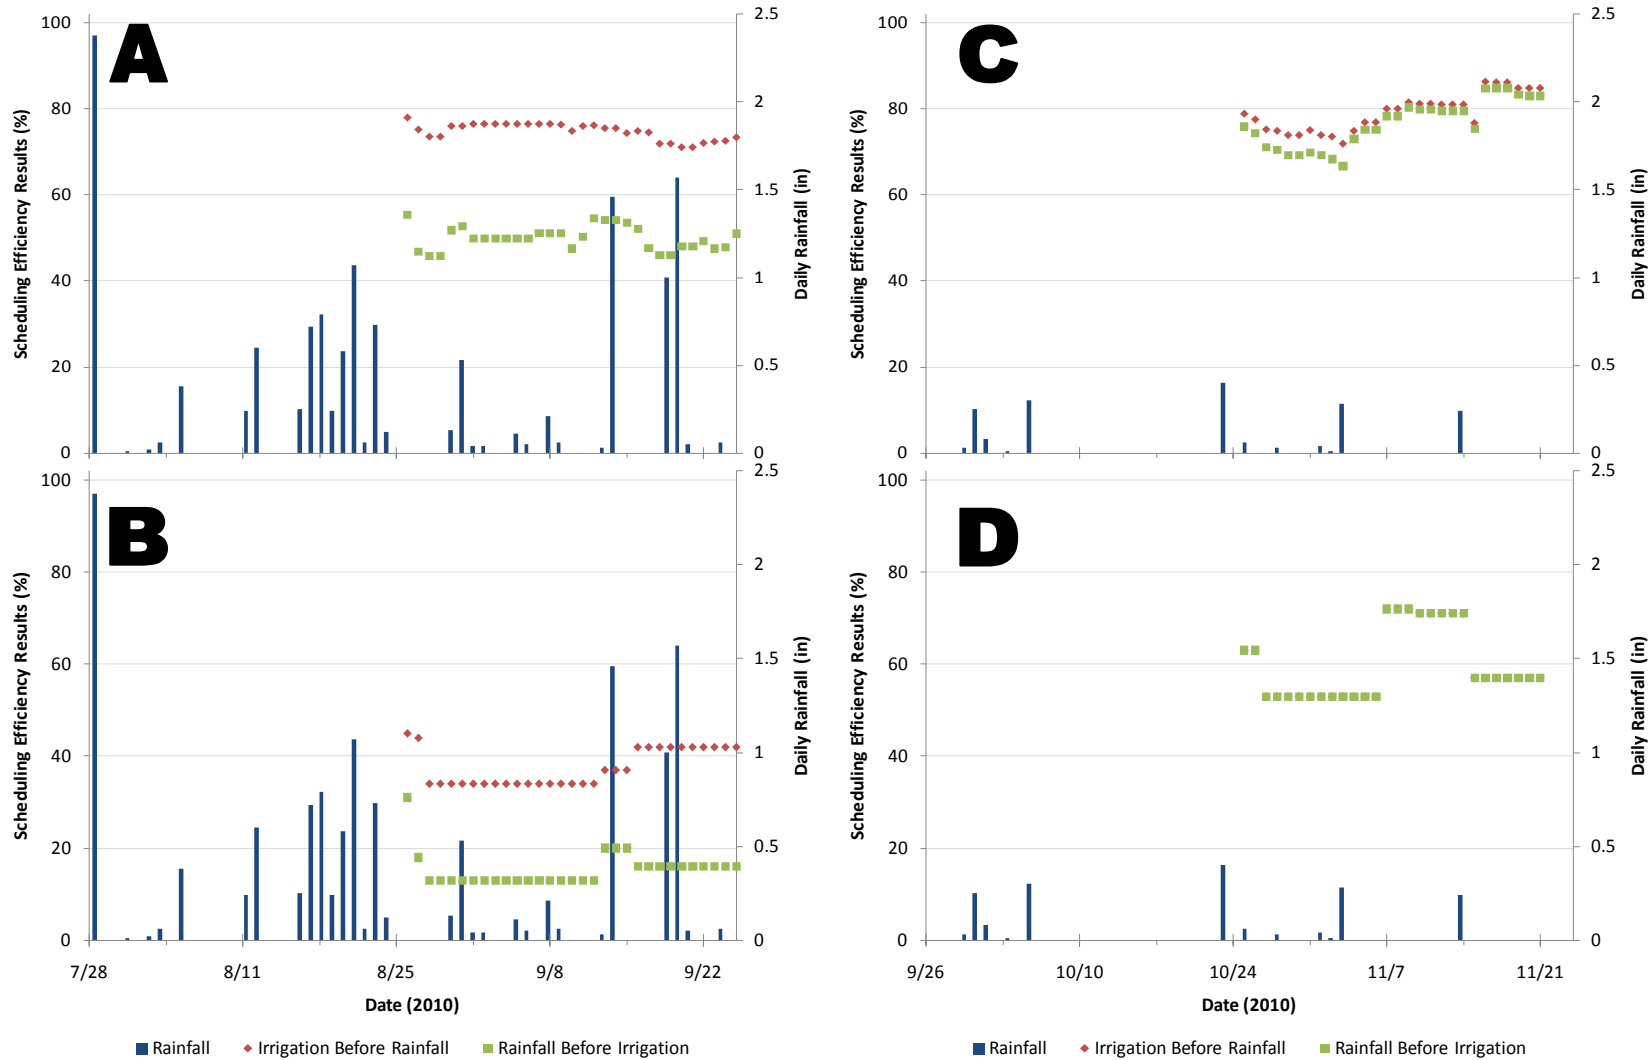 A
Scheduling Efficiency Results (%)
100
80
60
40
20
0
2.5
2
1.5
1
0.5
0
Daily Rainfall (in)
C
Scheduling Efficiency Results (%)
100
80
60
40
20
0
2.5
2
1.5
1
0.5
0
Daily Rainfall (in)
B
Scheduling Efficiency Results (%)
100
80
60
40
20
0
2.5
2
1.5
1
0.5
0
Daily Rainfall (in)
7/28 8/11 8/25 9/8 9/22
Date (2010)
Rainfall Irrigation Before Rainfall Rainfall Before Irrigation
D
Scheduling Efficiency Results (%)
100
80
60
40
20
0
2.5
2
1.5
1
0.5
0
Daily Rainfall (in)
9/26 10/10 10/24 11/7 11/21
Date (2010)
Rainfall Irrigation Before Rainfall Rainfall Before Irrigation